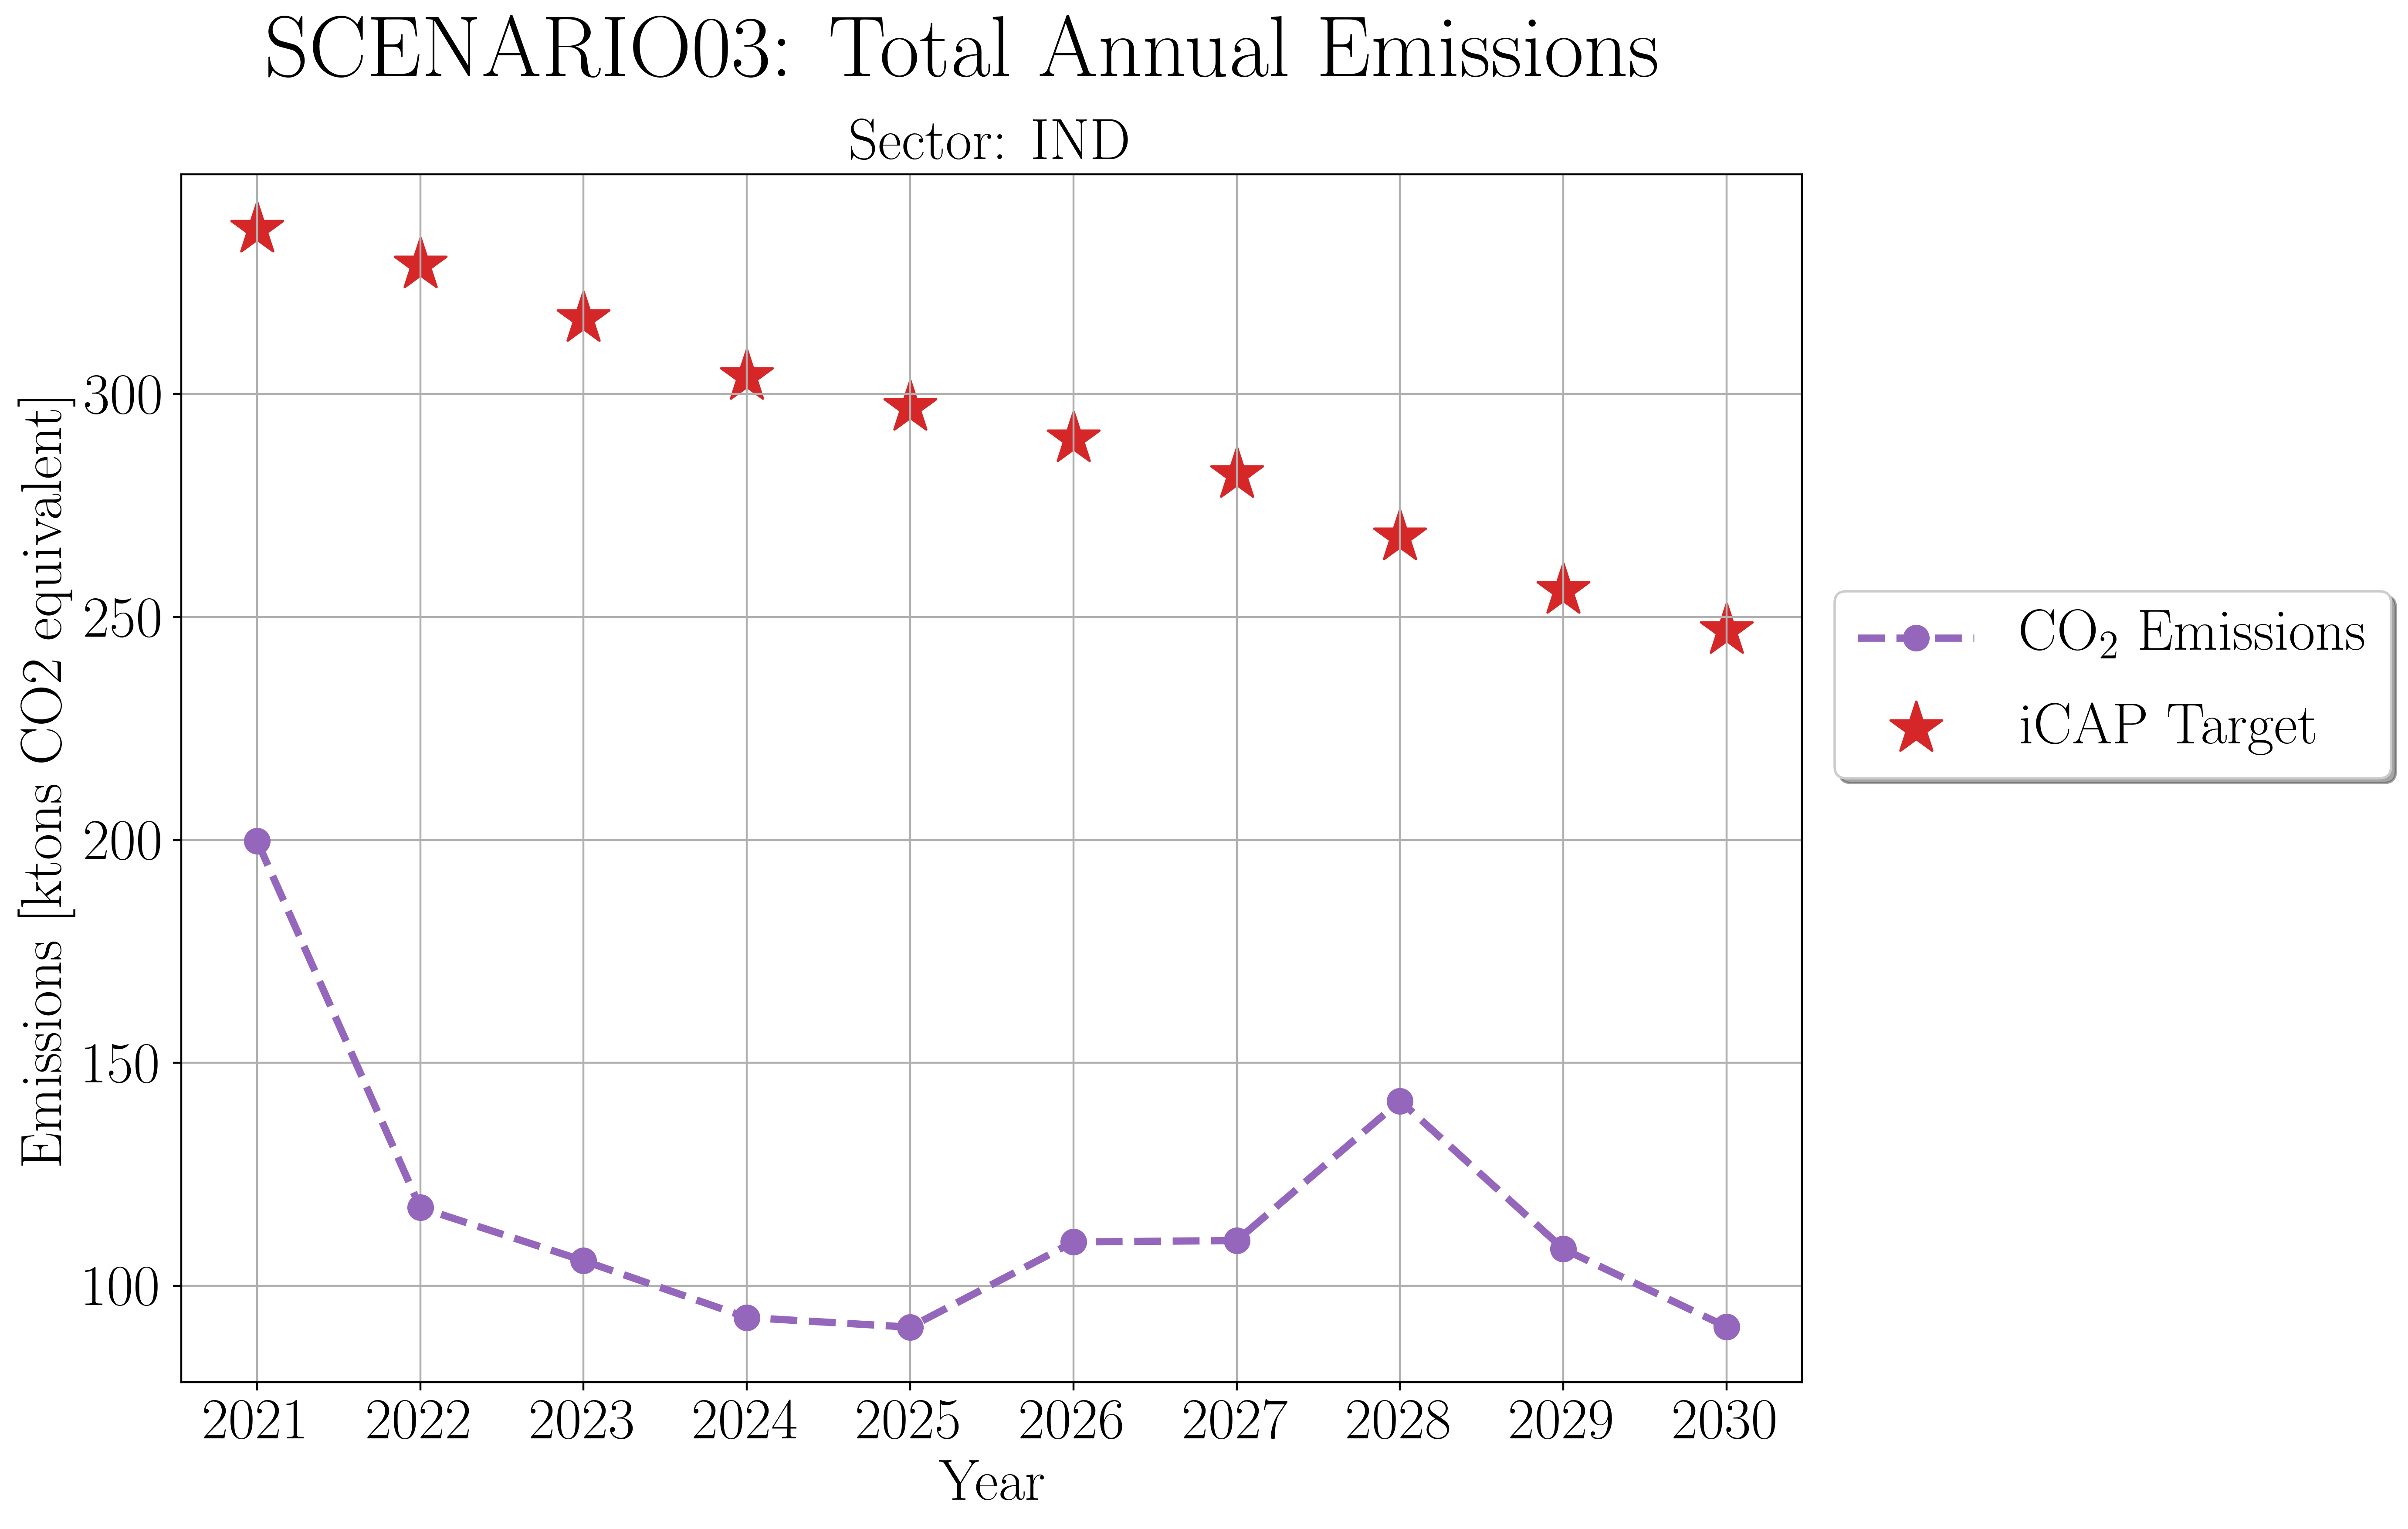 SCENARIO03: Total Annual Emissions
Sector: IND
Emissions [ktons CO2 equivalent]
300
250
200
150
100
2021 2022 2023 2024 2025 2026 2027 2028 2029 2030
Year
CO₂ Emissions
iCAP Target